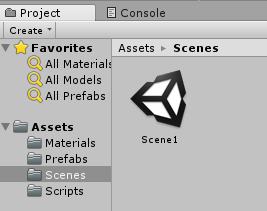 Project
Console
Create
Favorites
All Materials
All Models
All Prefabs
Assets
Materials
Prefabs
Scenes
Scripts
Assets Scenes
Scene1